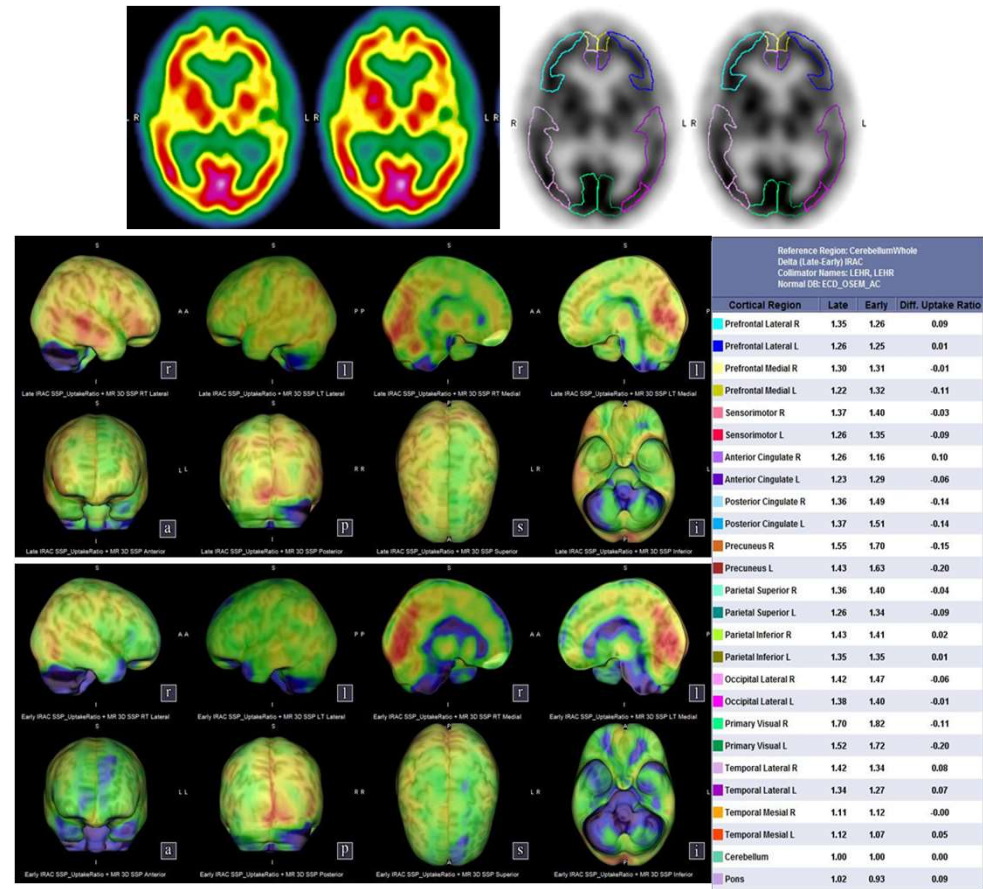 L R L R L R
R L L
Reference Region: CerebellumWhole
Delta (Late-Early) IRAC
Collimator Names: LEHR, LEHR
Normal DB: ECD_OSEM_AC
Cortical Region Late Early Diff. Uptake Ratio
Prefrontal Lateral R 1.35 1.26 0.09
Prefrontal Lateral L 1.26 1.25 0.01
Prefrontal Medial R 1.30 1.31 -0.01
Prefrontal Medial L 1.22 1.32 -0.11
Sensorimotor R 1.37 1.40 -0.03
Sensorimotor L 1.26 1.35 -0.09
Anterior Cingulate R 1.26 1.16 0.10
Anterior Cingulate L 1.23 1.29 -0.06
Posterior Cingulate R 1.36 1.49 -0.14
Posterior Cingulate L 1.37 1.51 -0.14
Precuneus R 1.55 1.70 -0.15
Precuneus L 1.43 1.63 -0.20
Parietal Superior R 1.36 1.40 -0.04
Parietal Superior L 1.26 1.34 -0.09
Parietal Inferior R 1.43 1.41 0.02
Parietal Inferior L 1.35 1.35 0.01
Occipital Lateral R 1.42 1.47 -0.06
Occipital Lateral L 1.38 1.40 -0.01
Primary Visual R 1.70 1.82 -0.11
Primary Visual L 1.52 1.72 -0.20
Temporal Lateral R 1.42 1.34 0.08
Temporal Lateral L 1.34 1.27 0.07
Temporal Mesial R 1.11 1.12 -0.00
Temporal Mesial L 1.12 1.07 0.05
Cerebellum 1.00 1.00 0.00
Pons 1.02 0.93 0.09
S S S S
A A P P A A P
r l r l
Late IRAC SSP_UptakeRatio + MR 3D SSP RT Lateral
Late IRAC SSP_UptakeRatio + MR 3D SSP LT Lateral
Late IRAC SSP_UptakeRatio + MR 3D SSP RT Medial
Late IRAC SSP_UptakeRatio + MR 3D SSP LT Medial
L L R R L R L
a p s i
Late IRAC SSP_UptakeRatio + MR 3D SSP Anterior
Late IRAC SSP_UptakeRatio + MR 3D SSP Posterior
Late IRAC SSP_UptakeRatio + MR 3D SSP Superior
Late IRAC SSP_UptakeRatio + MR 3D SSP Inferior
S S S S
A A P P A A P
r l r l
Early IRAC SSP_UptakeRatio + MR 3D SSP RT Lateral
Early IRAC SSP_UptakeRatio + MR 3D SSP LT Lateral
Early IRAC SSP_UptakeRatio + MR 3D SSP RT Medial
Early IRAC SSP_UptakeRatio + MR 3D SSP LT Medial
L L R R L R L
a p s i
Early IRAC SSP_UptakeRatio + MR 3D SSP Anterior
Early IRAC SSP_UptakeRatio + MR 3D SSP Posterior
Early IRAC SSP_UptakeRatio + MR 3D SSP Superior
Early IRAC SSP_UptakeRatio + MR 3D SSP Inferior